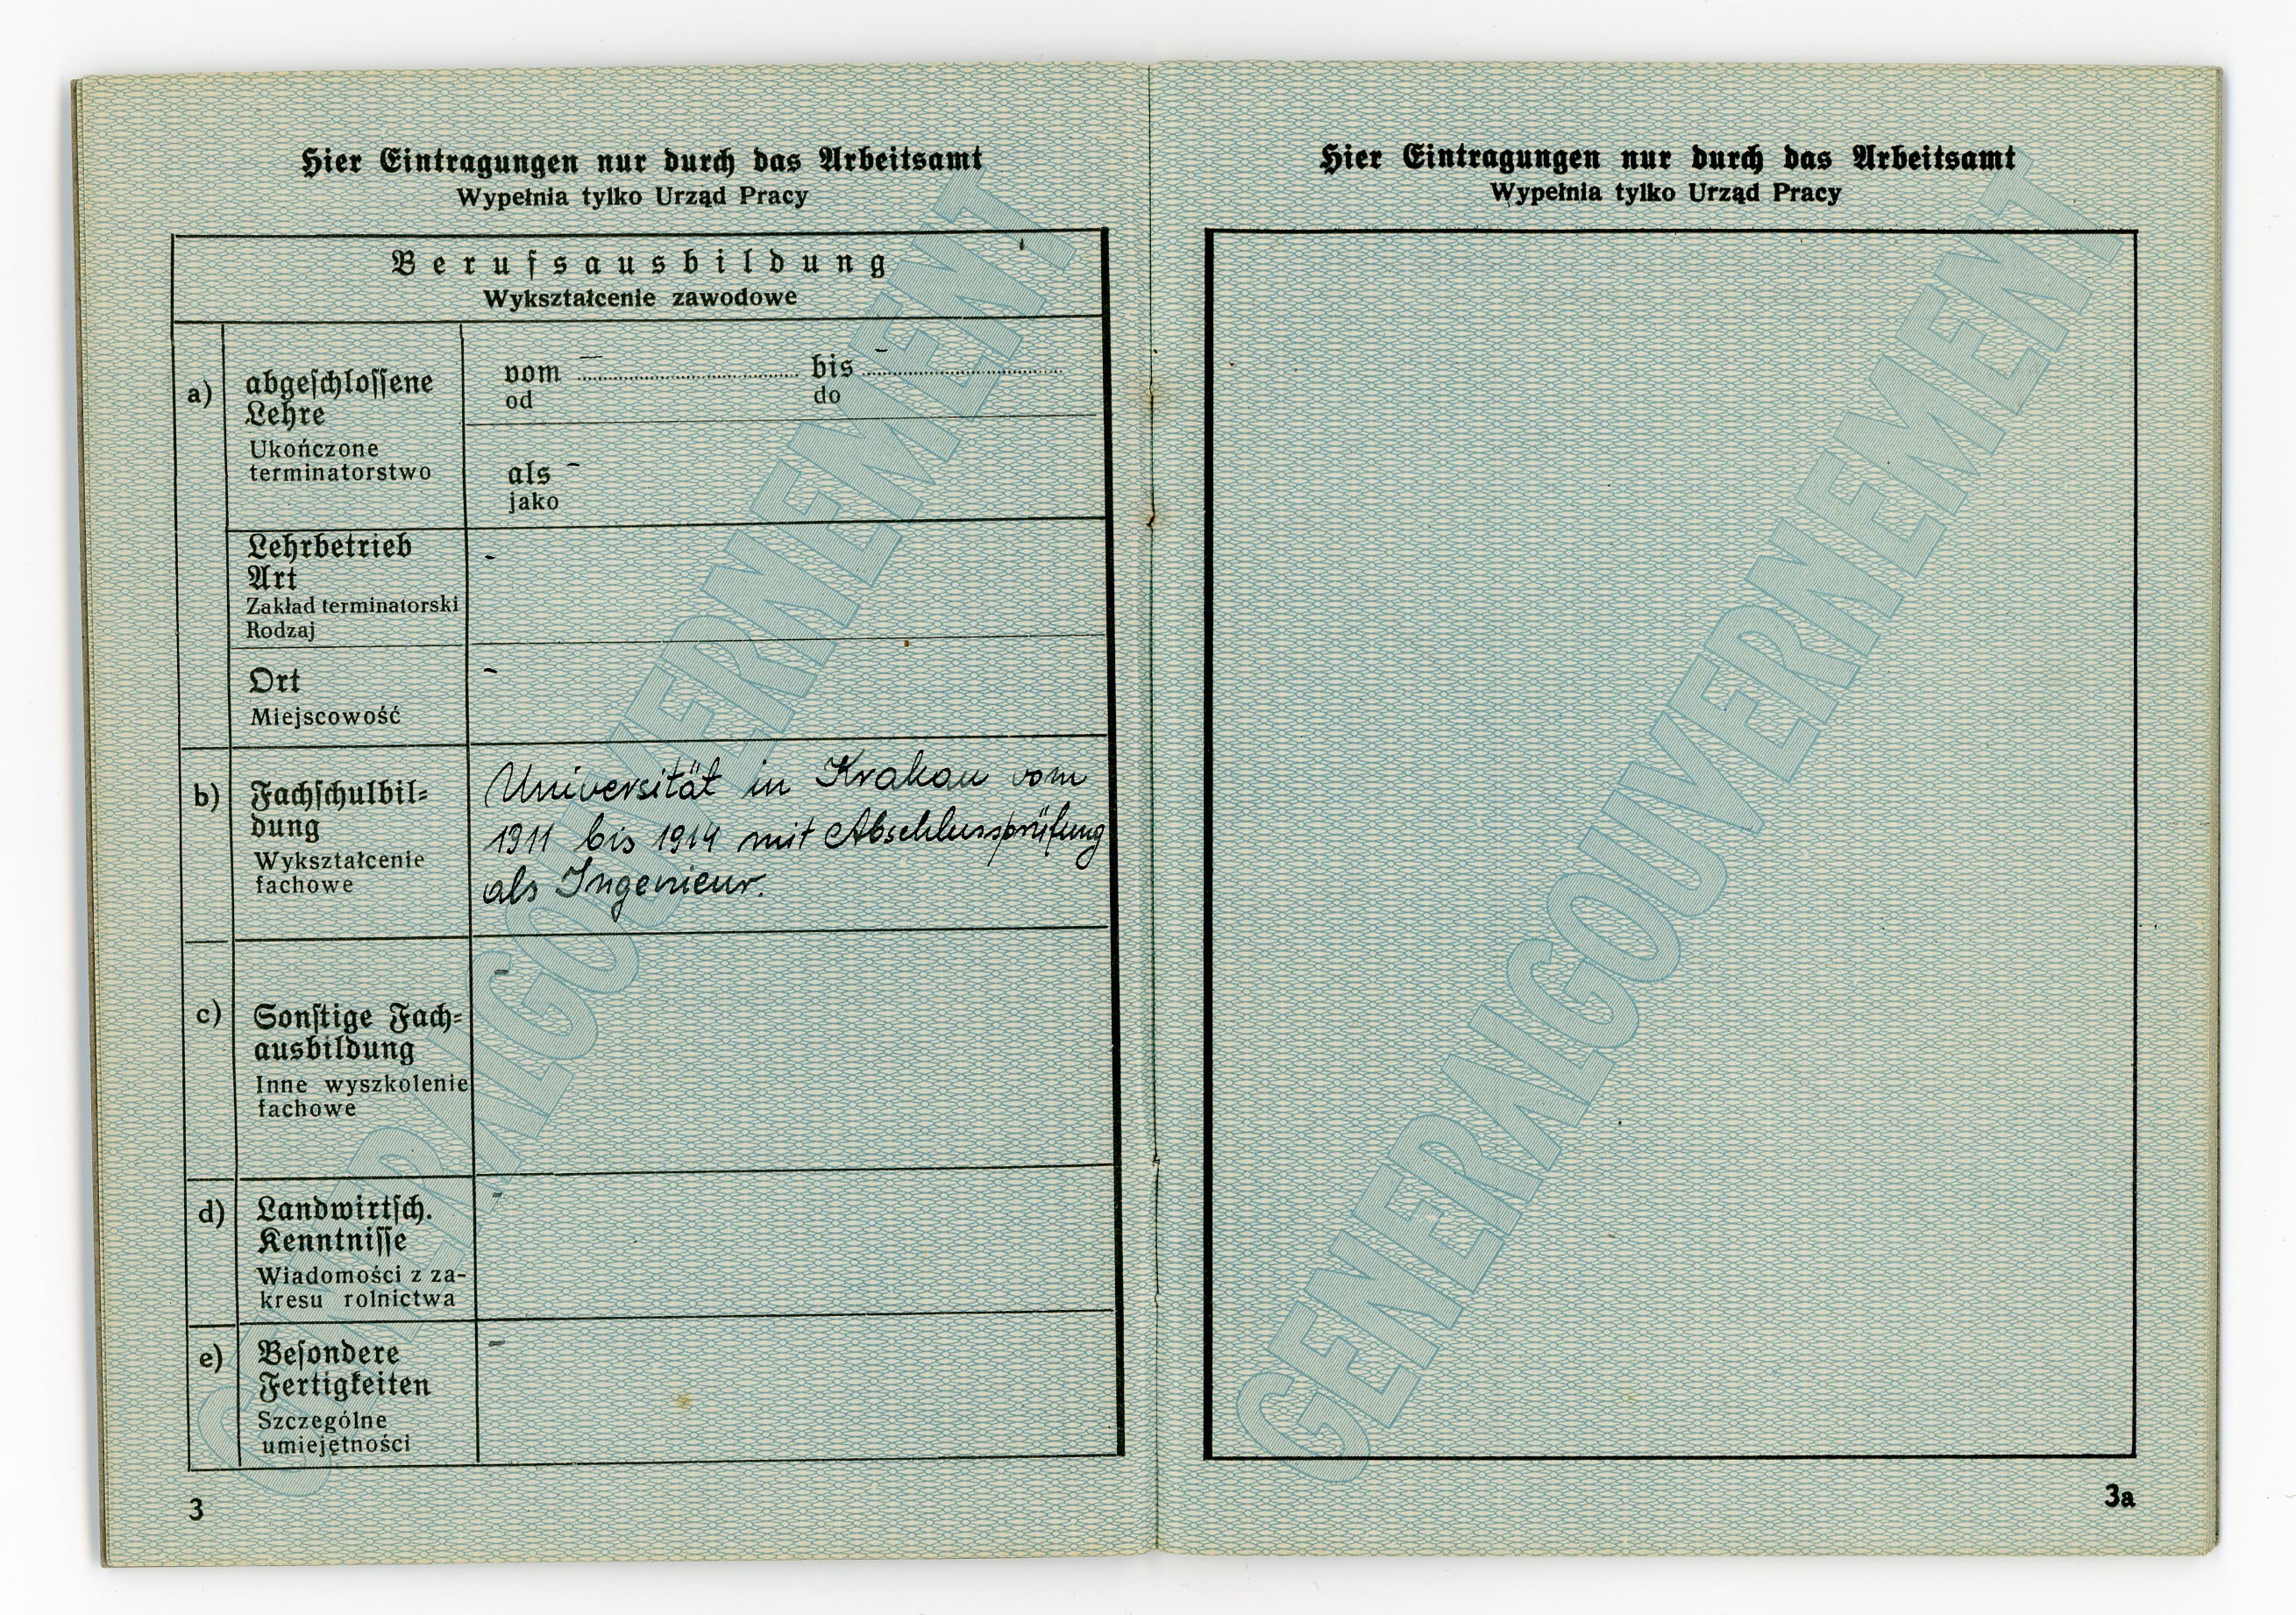 Hier Eintragungen nur durch das Arbeitsamt
Wypełnia tylko Urząd Pracy
Berufsausbildung
Wykształcenie zawodowe
a)
abgeschlossene
Lehre
Ukończone
terminatorstwo
vom - bis -
od do
als -
jako
Lehrbetrieb
Art
Zakład terminatorski
Rodzaj
-
Ort
Miejscowość
-
b)
Fachschulbil-
dung
Wykształcenie
fachowe
Universität in Krakau vom
1911 bis 1914 mit Abschlussprüfung
als Ingenieur.
c)
Sonstige Fach-
ausbildung
Inne wyszkolenie
fachowe
-
d)
Landwirtsch.
Kenntnisse
Wiadomości z za-
kresu rolnictwa
-
e)
Besondere
Fertigkeiten
Szczególne
umiejętności
-
GENERALGOUVERNEMENT
3
Hier Eintragungen nur durch das Arbeitsamt
Wypełnia tylko Urząd Pracy
GENERALGOUVERNEMENT
3a